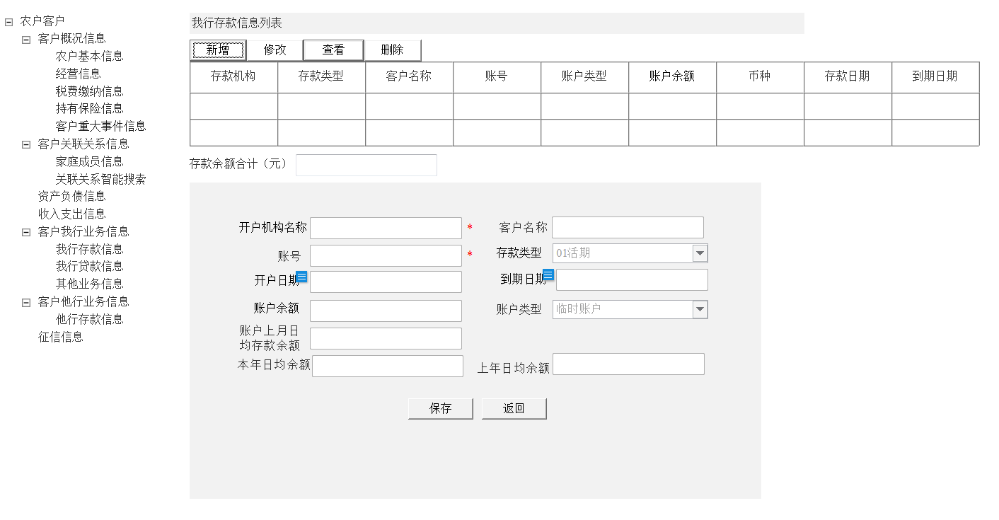 农户客户
客户概况信息
农户基本信息
经营信息
税费缴纳信息
持有保险信息
客户重大事件信息
客户关联关系信息
家庭成员信息
关联关系智能搜索
资产负债信息
收入支出信息
客户我行业务信息
我行存款信息
我行贷款信息
其他业务信息
客户他行业务信息
他行存款信息
征信信息
我行存款信息列表
新增 修改 查看 删除
存款机构 存款类型 客户名称 账号 账户类型 账户余额 币种 存款日期 到期日期
存款余额合计（元）
开户机构名称 * 客户名称
账号 * 存款类型 01活期
开户日期 到期日期
账户余额 账户类型 临时账户
账户上月日
均存款余额
本年日均余额 上年日均余额
保存 返回